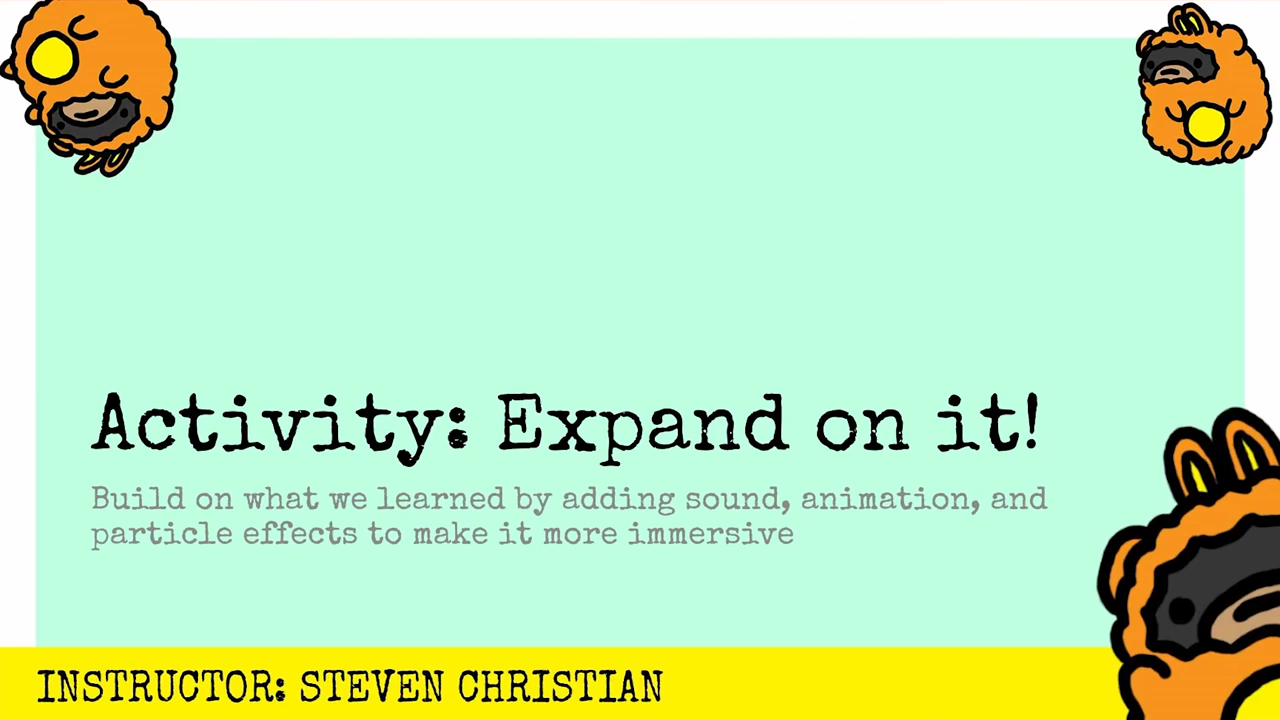 Activity: Expand on it!
Build on what we learned by adding sound, animation, and
particle effects to make it more immersive
INSTRUCTOR: STEVEN CHRISTIAN